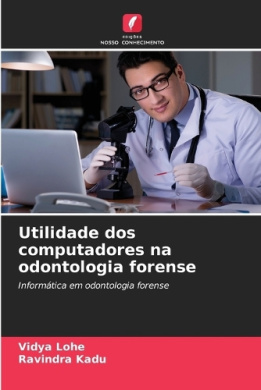 edições
NOSSO CONHECIMENTO
Utilidade dos
computadores na
odontologia forense
Informática em odontologia forense
Vidya Lohe
Ravindra Kadu